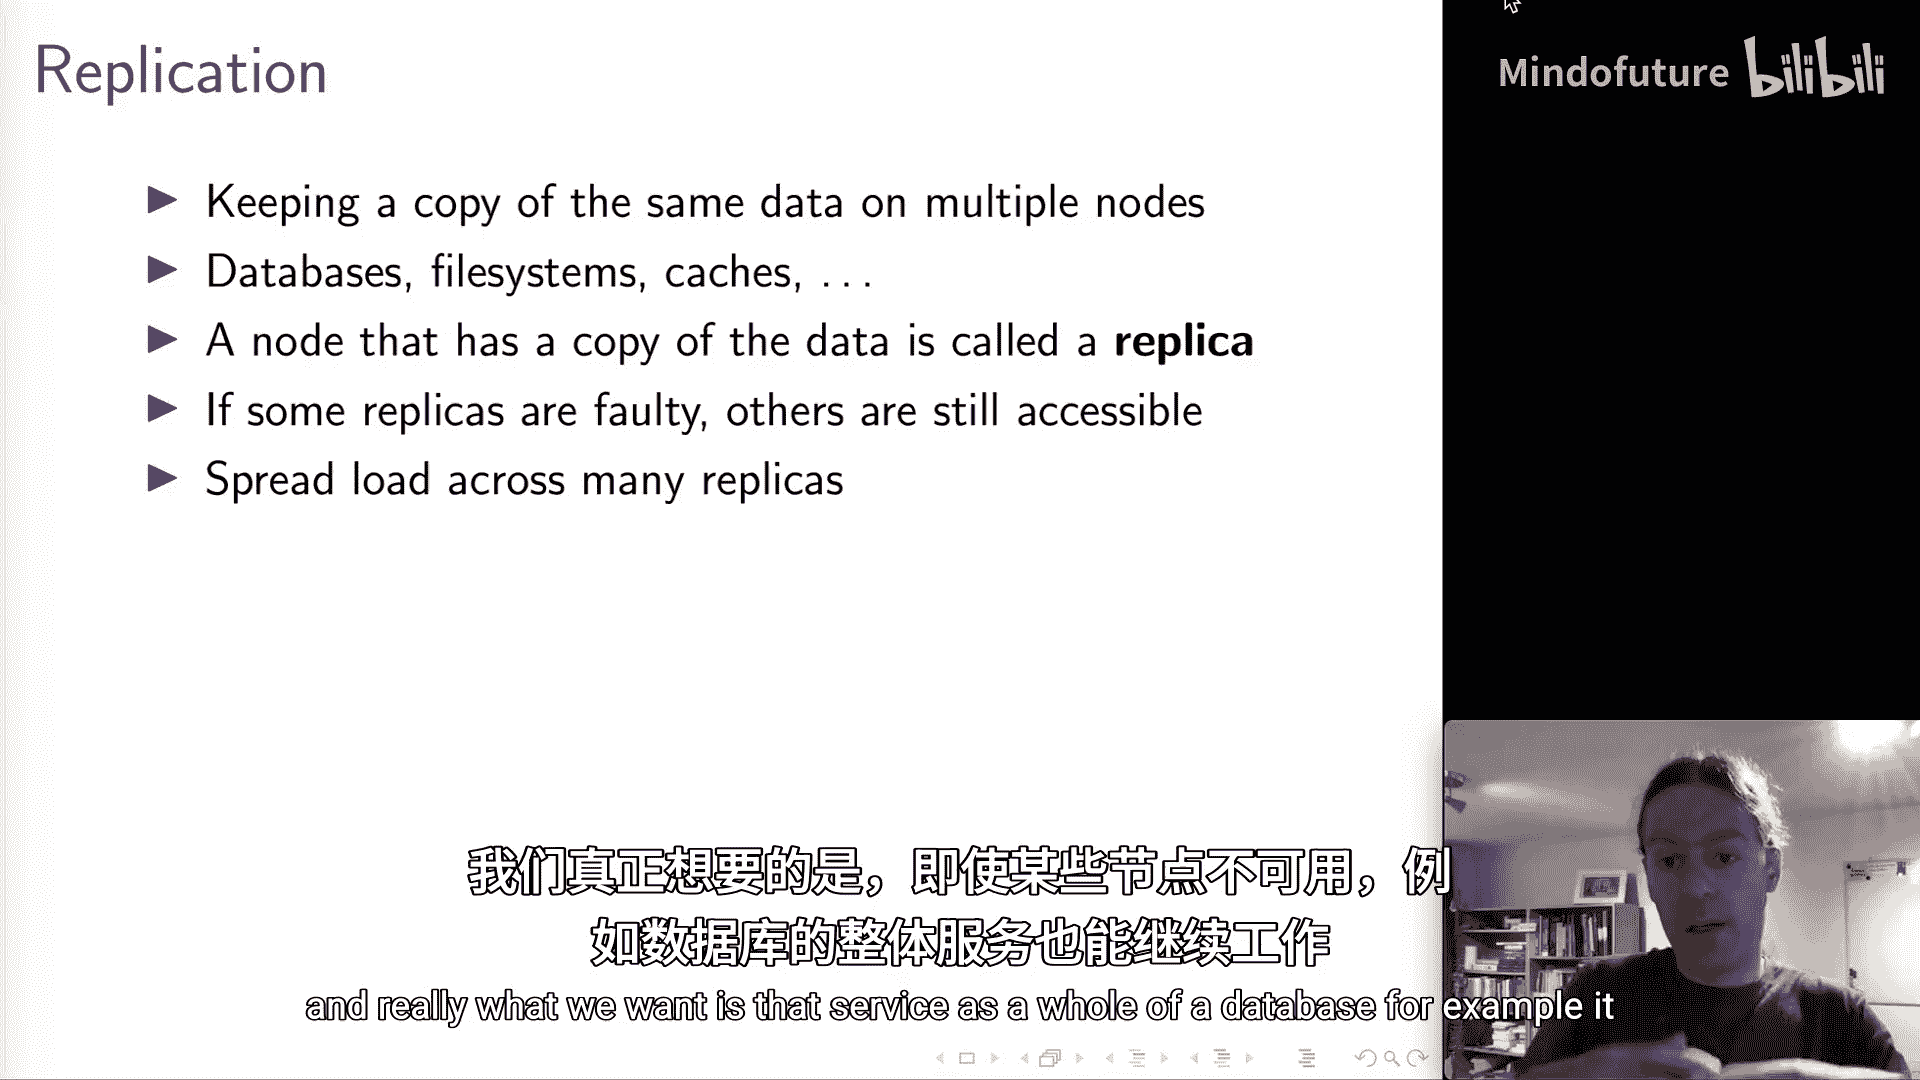 Replication
Mindofuture bilibili
Keeping a copy of the same data on multiple nodes
Databases, filesystems, caches, ...
A node that has a copy of the data is called a replica
If some replicas are faulty, others are still accessible
Spread load across many replicas
我们真正想要的是，即使某些节点不可用，例
如数据库的整体服务也能继续工作
and really what we want is that service as a whole of a database for example it